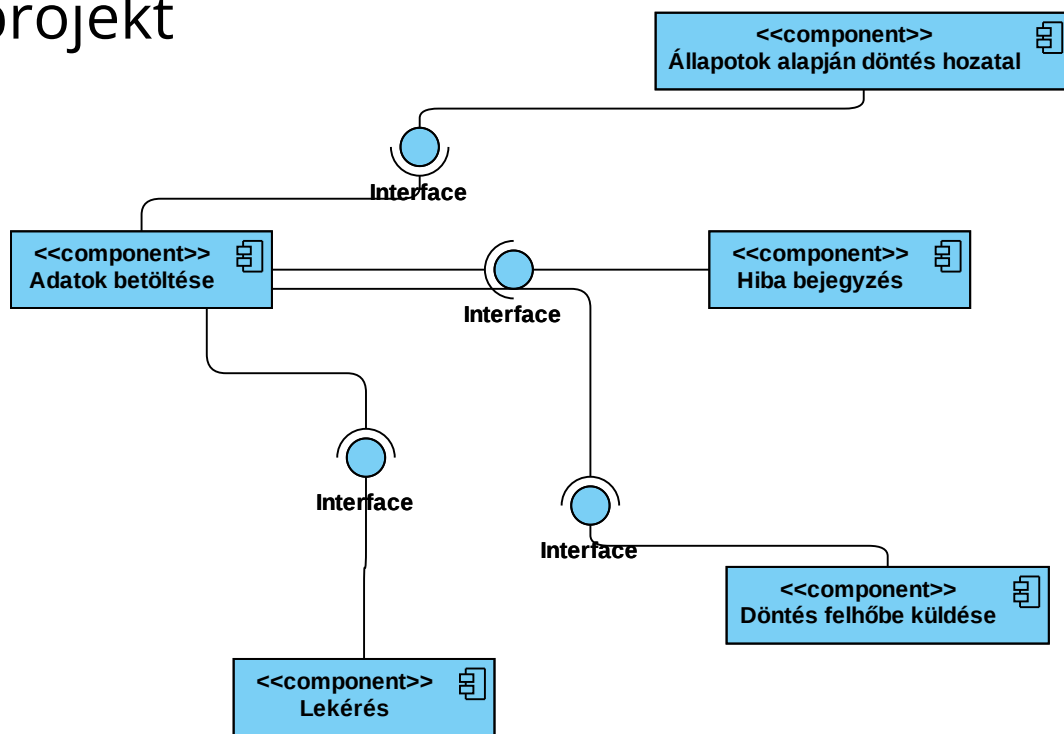 projekt
<<component>>
Állapotok alapján döntés hozatal
Interface
<<component>>
Adatok betöltése
<<component>>
Hiba bejegyzés
Interface
Interface
Interface
<<component>>
Döntés felhőbe küldése
<<component>>
Lekérés